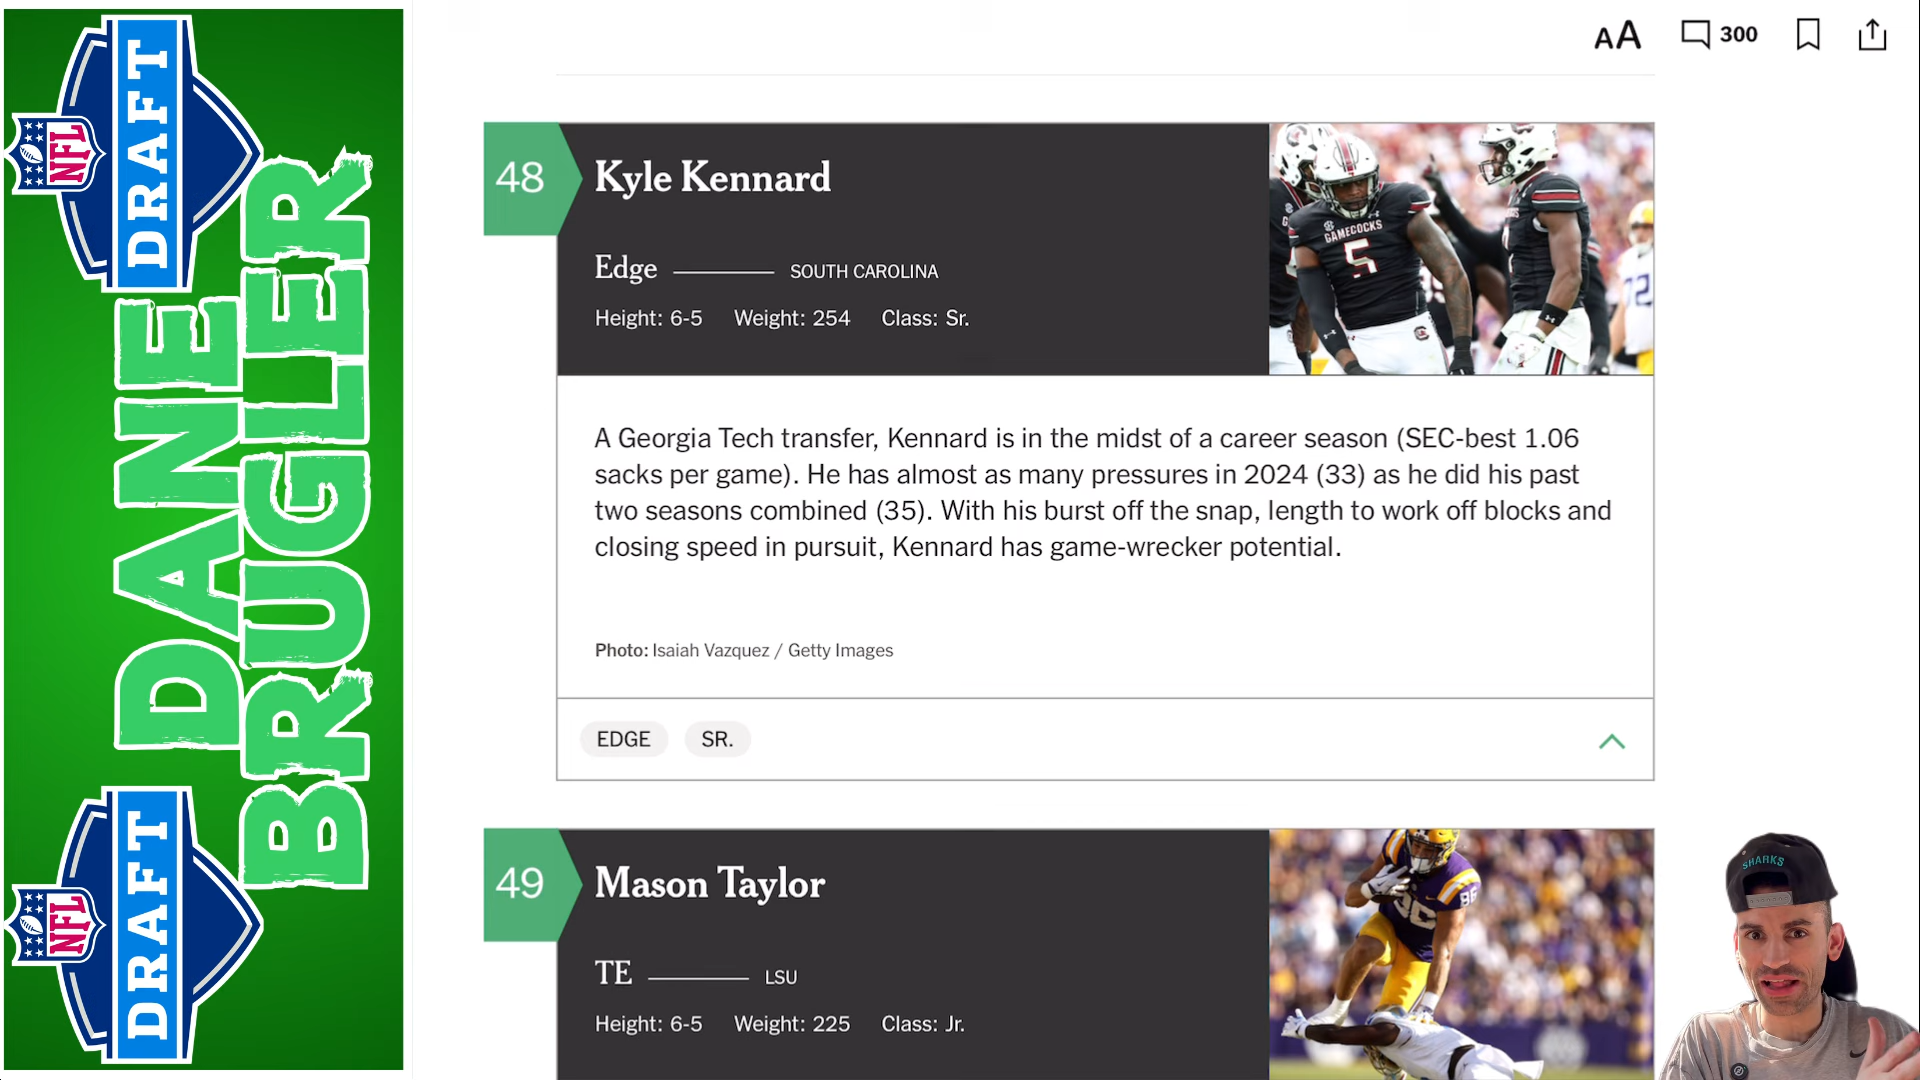 NFL
DRAFT
DANE
BRUGLER
NFL
DRAFT
AA
300
48
Kyle Kennard
Edge
SOUTH CAROLINA
Height: 6-5 Weight: 254 Class: Sr.
GAMECOCKS
5
72
A Georgia Tech transfer, Kennard is in the midst of a career season (SEC-best 1.06
sacks per game). He has almost as many pressures in 2024 (33) as he did his past
two seasons combined (35). With his burst off the snap, length to work off blocks and
closing speed in pursuit, Kennard has game-wrecker potential.
Photo: Isaiah Vazquez / Getty Images
EDGE
SR.
49
Mason Taylor
TE
LSU
Height: 6-5 Weight: 225 Class: Jr.
86
SHARKS